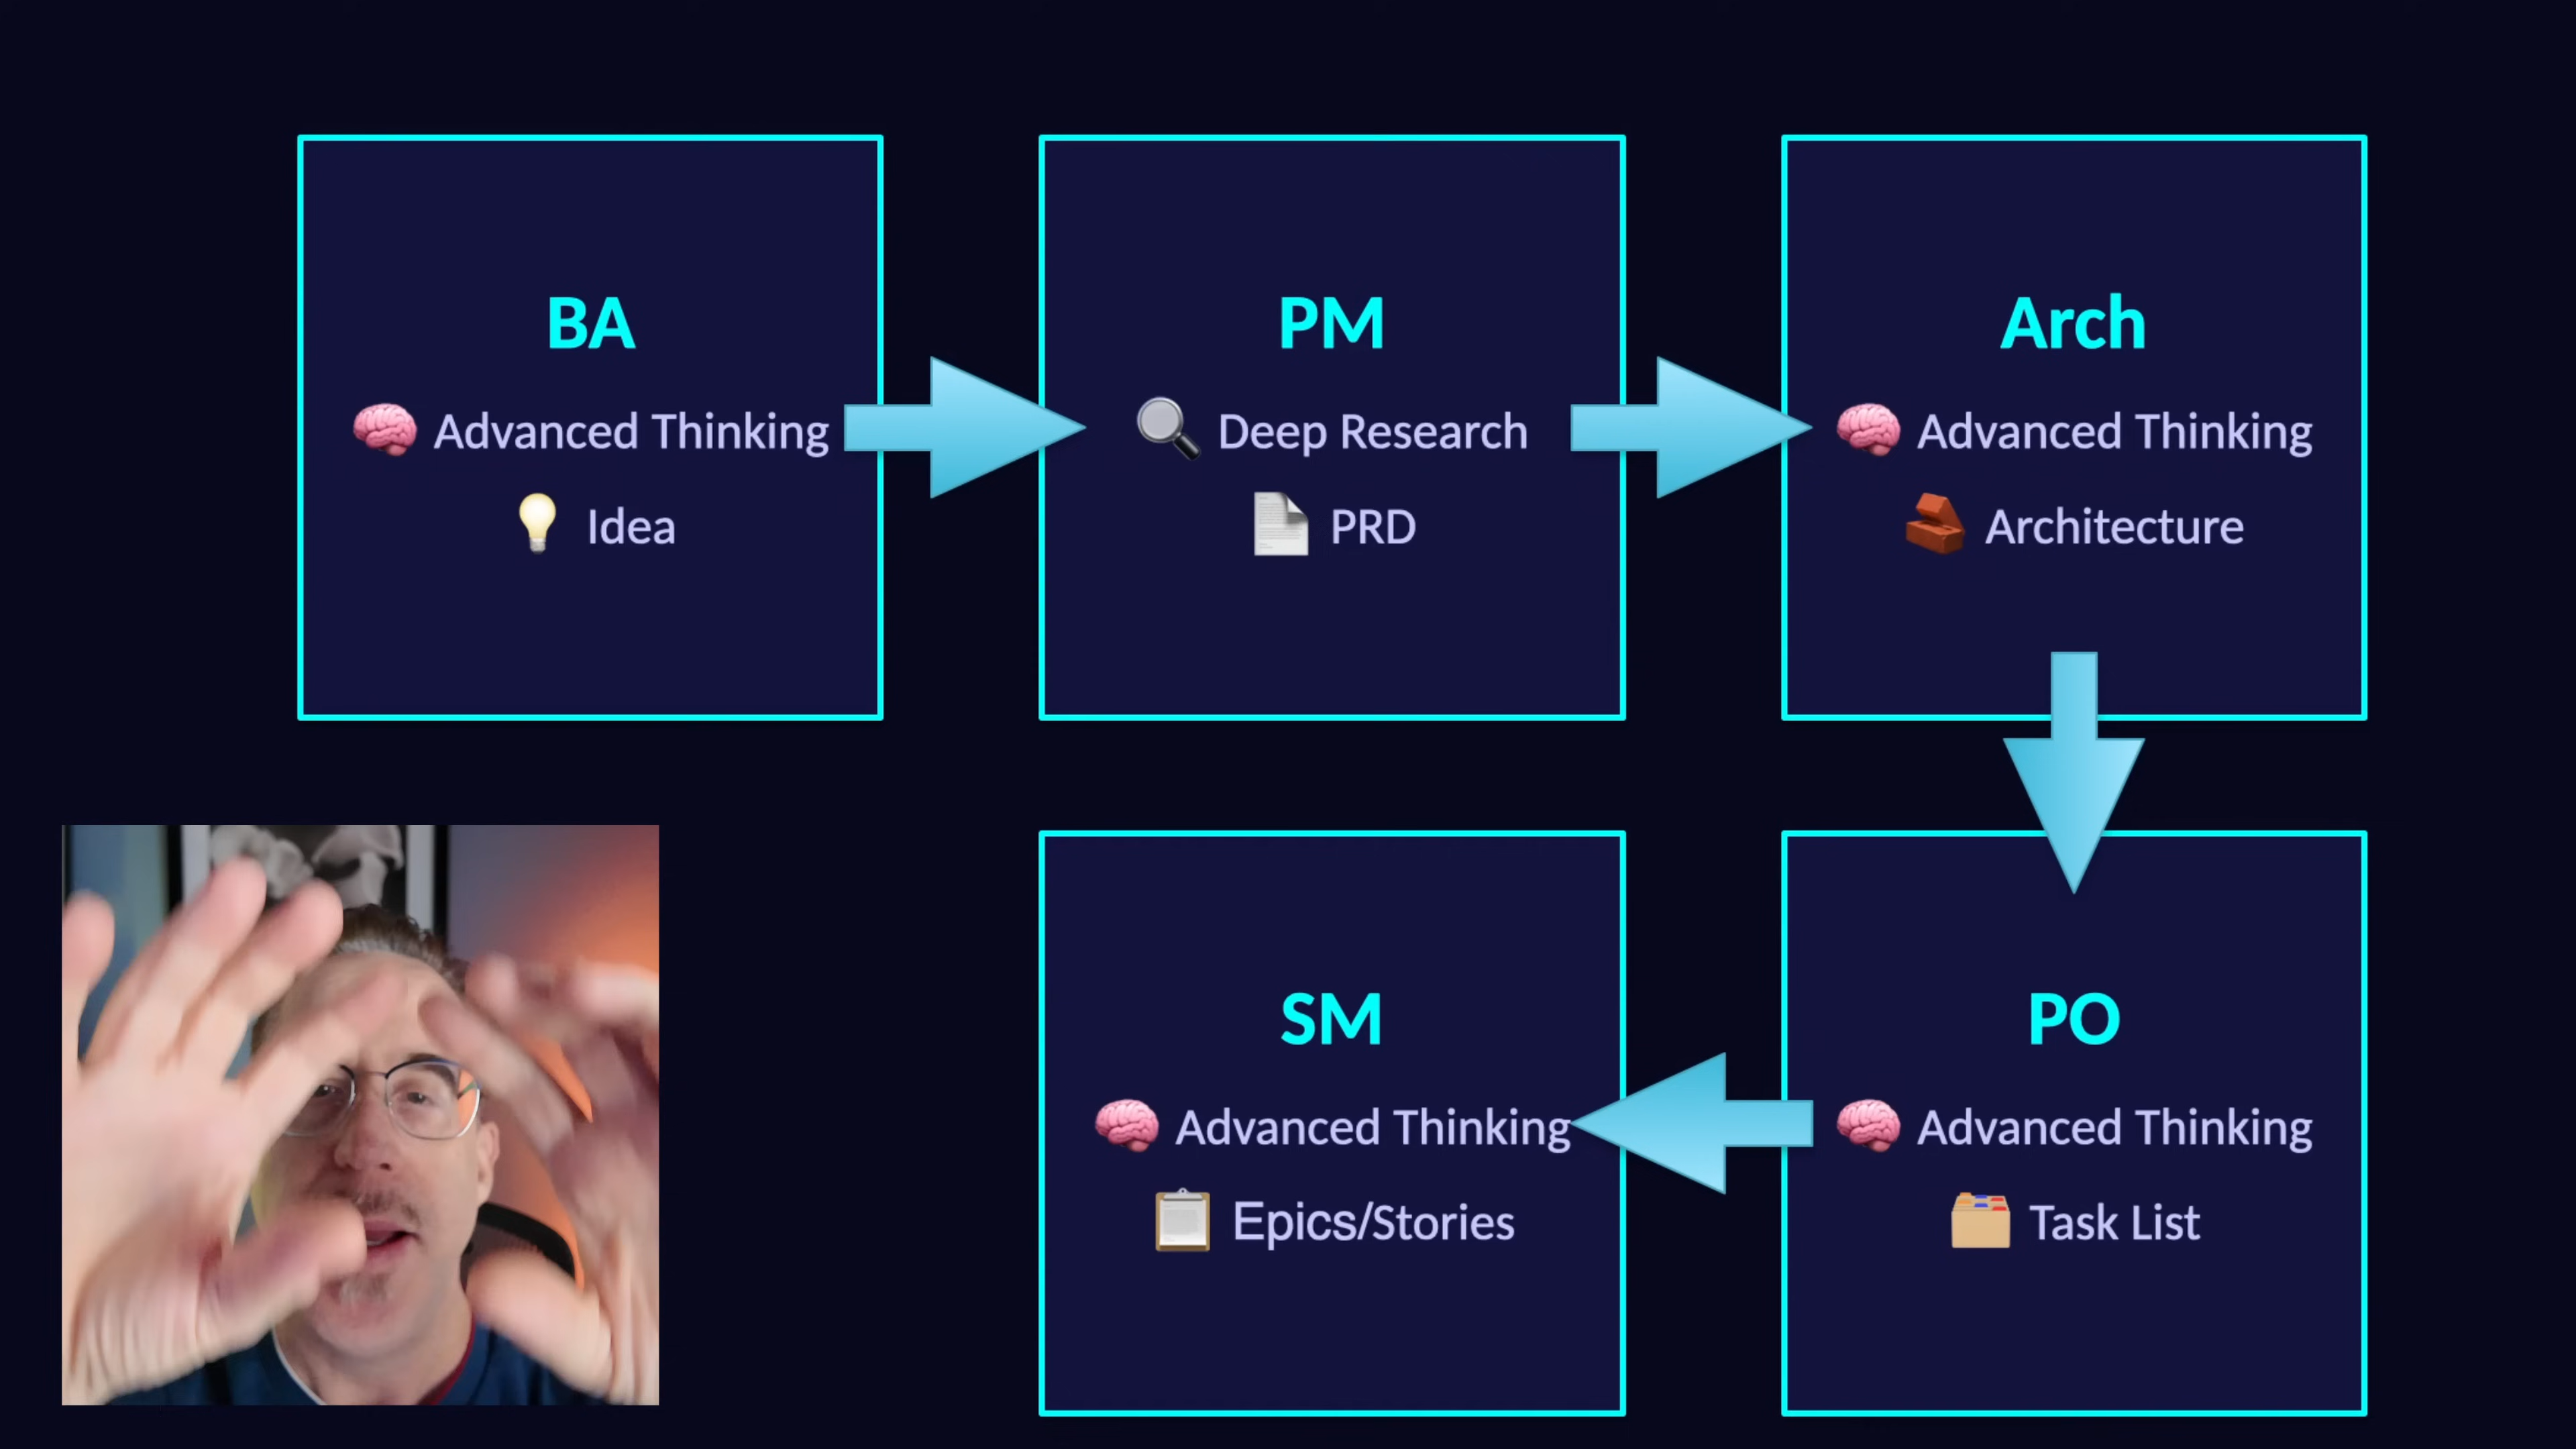 BA
Advanced Thinking
Idea
PM
Deep Research
PRD
Arch
Advanced Thinking
Architecture
SM
Advanced Thinking
Epics/Stories
PO
Advanced Thinking
Task List